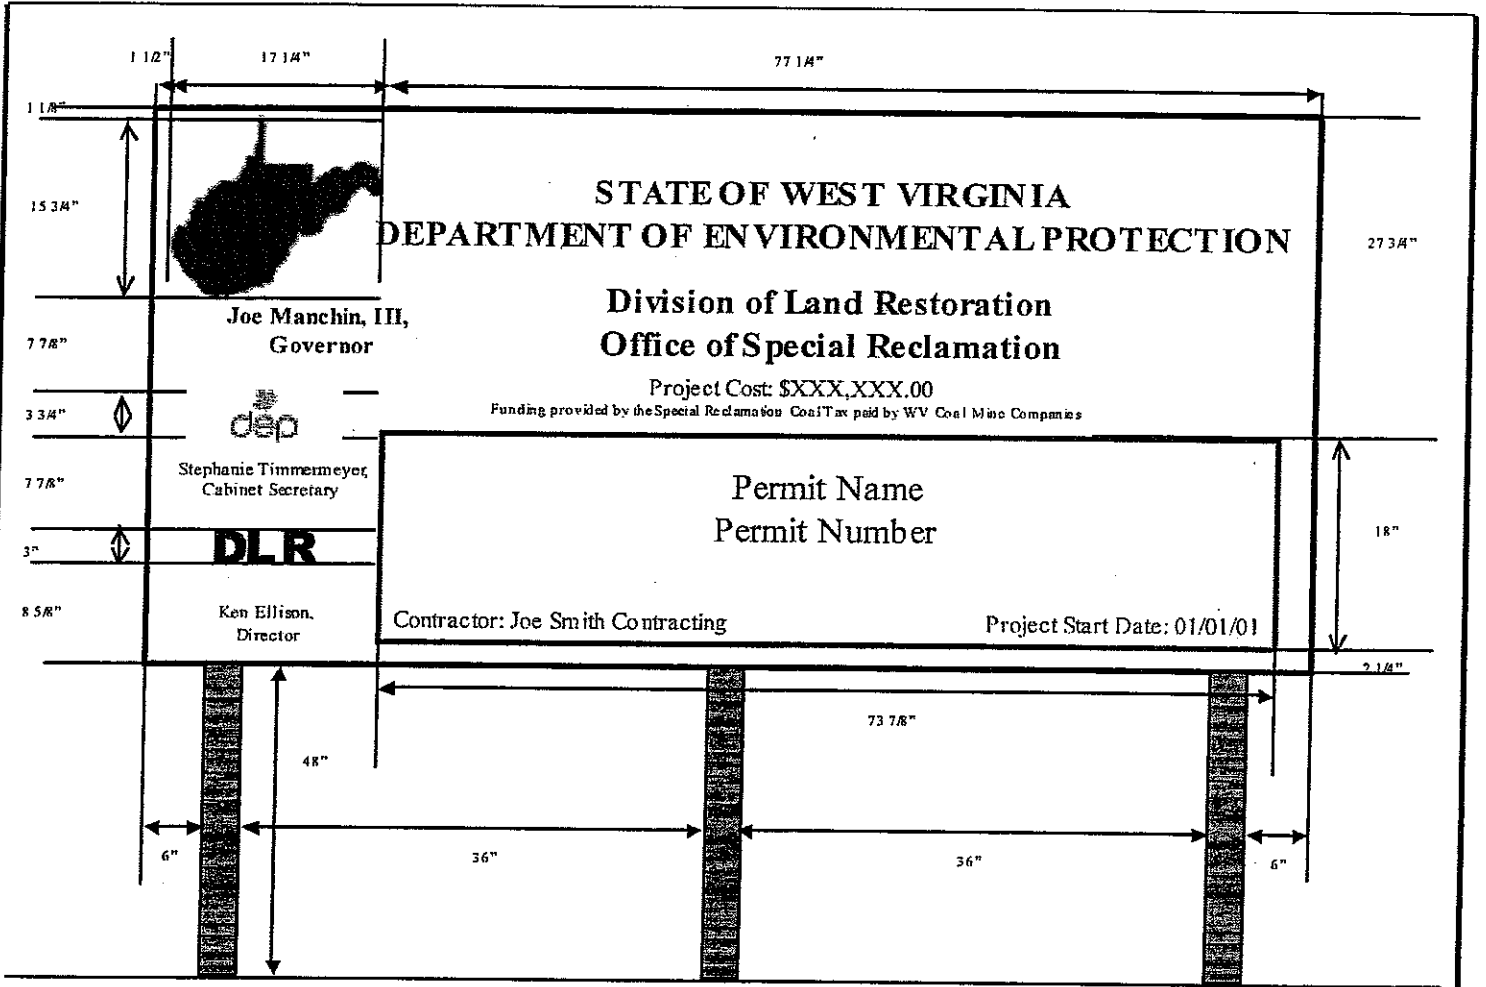 1 1/2"
17 1/4"
77 1/4"
1 1/8"
15 3/4"
STATE OF WEST VIRGINIA
DEPARTMENT OF ENVIRONMENTAL PROTECTION
27 3/4"
Division of Land Restoration
Office of Special Reclamation
Joe Manchin, III,
Governor
7 7/8"
Project Cost: $XXX,XXX.00
Funding provided by the Special Reclamation Coal Tax paid by WV Coal Mine Companies
3 3/4"
dep
Stephanie Timmermeyer,
Cabinet Secretary
7 7/8"
Permit Name
Permit Number
18"
3"
DLR
8 5/8"
Ken Ellison,
Director
Contractor: Joe Smith Contracting
Project Start Date: 01/01/01
2 1/4"
73 7/8"
48"
6"
36"
36"
6"